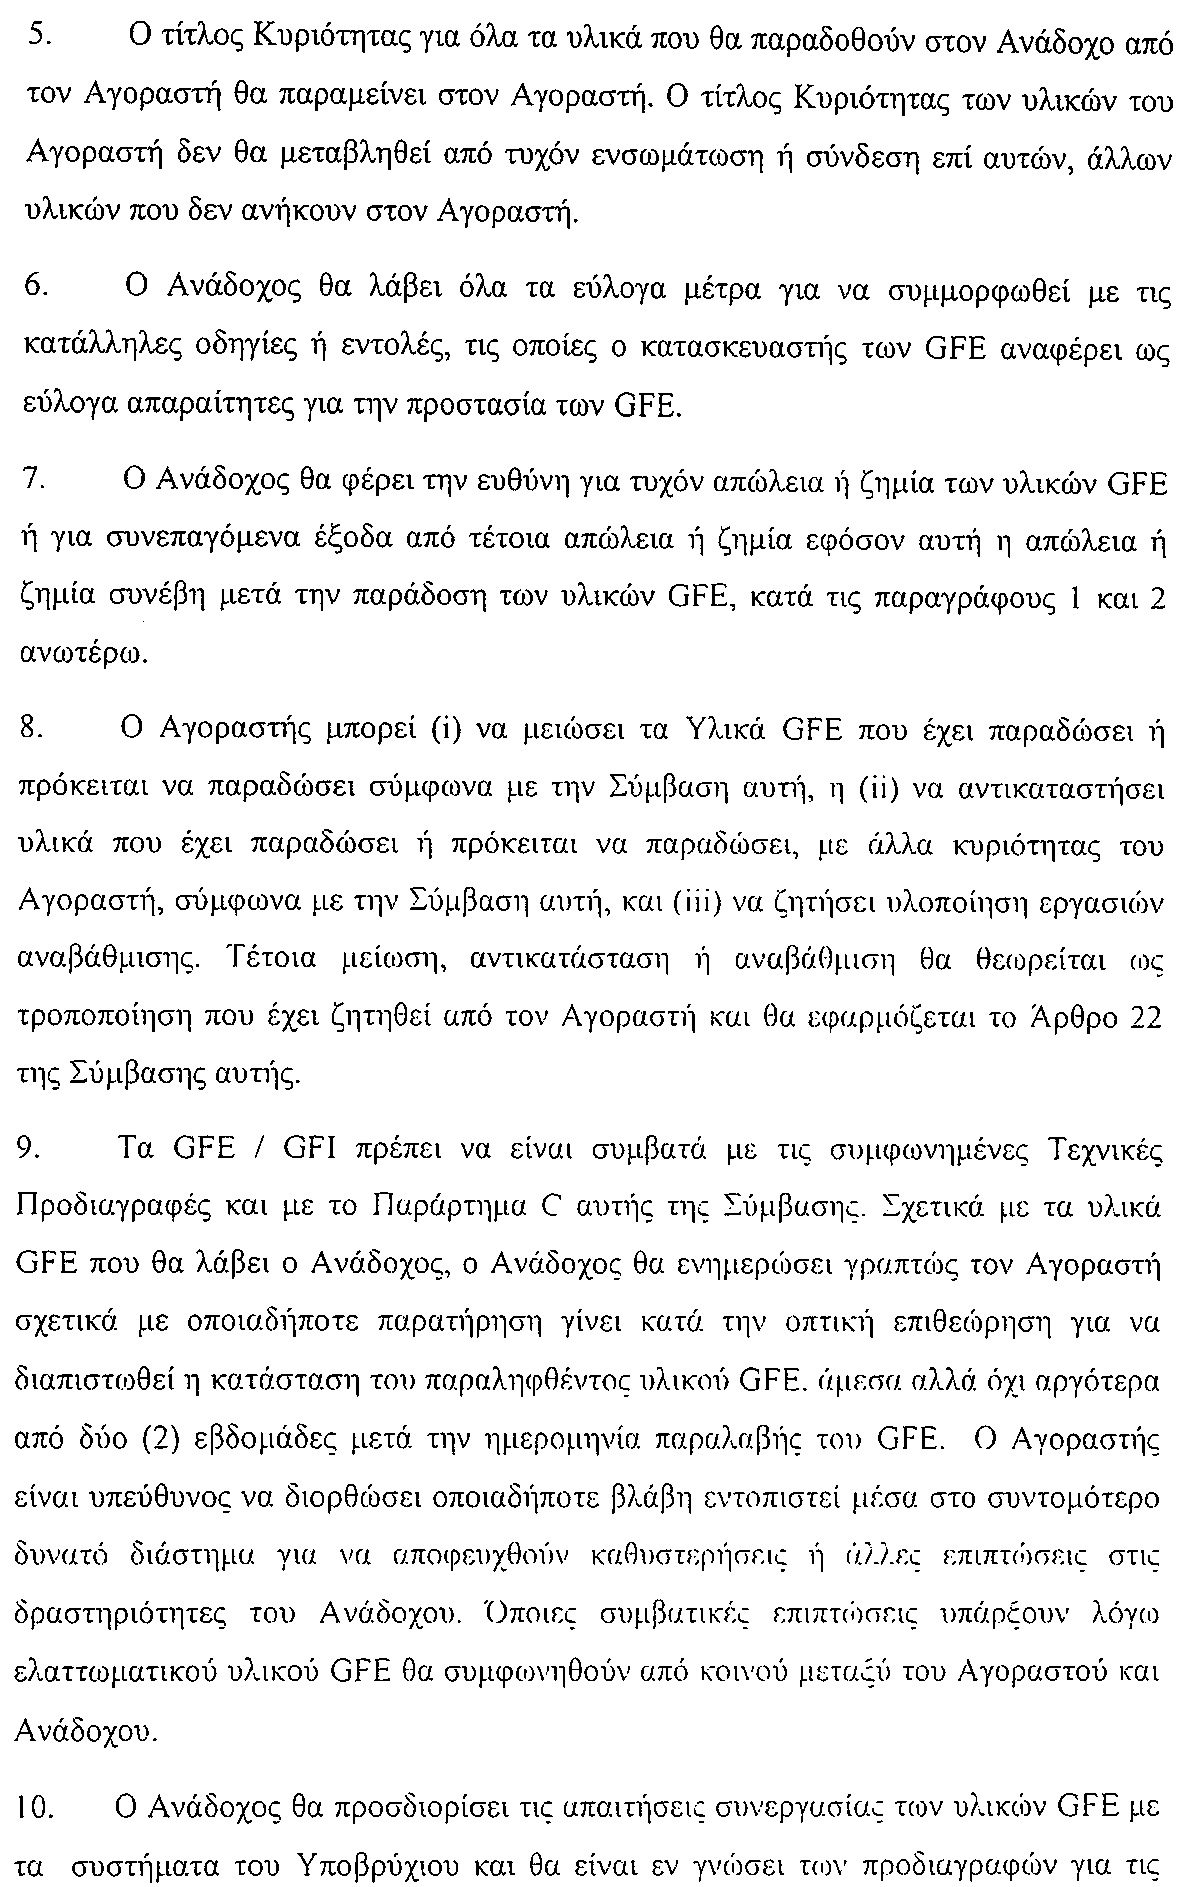 5. Ο τίτλος Κυριότητας για όλα τα υλικά που θα παραδοθούν στον Ανάδοχο από
τον Αγοραστή θα παραμείνει στον Αγοραστή. Ο τίτλος Κυριότητας των υλικών του
Αγοραστή δεν θα μεταβληθεί από τυχόν ενσωμάτωση ή σύνδεση επί αυτών, άλλων
υλικών που δεν ανήκουν στον Αγοραστή.
6. Ο Ανάδοχος θα λάβει όλα τα εύλογα μέτρα για να συμμορφωθεί με τις
κατάλληλες οδηγίες ή εντολές, τις οποίες ο κατασκευαστής των GFE αναφέρει ως
εύλογα απαραίτητες για την προστασία των GFE.
7. Ο Ανάδοχος θα φέρει την ευθύνη για τυχόν απώλεια ή ζημία των υλικών GFE
ή για συνεπαγόμενα έξοδα από τέτοια απώλεια ή ζημία εφόσον αυτή η απώλεια ή
ζημία συνέβη μετά την παράδοση των υλικών GFE, κατά τις παραγράφους 1 και 2
ανωτέρω.
8. Ο Αγοραστής μπορεί (i) να μειώσει τα Υλικά GFE που έχει παραδώσει ή
πρόκειται να παραδώσει σύμφωνα με την Σύμβαση αυτή, η (ii) να αντικαταστήσει
υλικά που έχει παραδώσει ή πρόκειται να παραδώσει, με άλλα κυριότητας του
Αγοραστή, σύμφωνα με την Σύμβαση αυτή, και (iii) να ζητήσει υλοποίηση εργασιών
αναβάθμισης. Τέτοια μείωση, αντικατάσταση ή αναβάθμιση θα θεωρείται ως
τροποποίηση που έχει ζητηθεί από τον Αγοραστή και θα εφαρμόζεται το Άρθρο 22
της Σύμβασης αυτής.
9. Τα GFE / GFI πρέπει να είναι συμβατά με τις συμφωνημένες Τεχνικές
Προδιαγραφές και με το Παράρτημα C αυτής της Σύμβασης. Σχετικά με τα υλικά
GFE που θα λάβει ο Ανάδοχος, ο Ανάδοχος θα ενημερώσει γραπτώς τον Αγοραστή
σχετικά με οποιαδήποτε παρατήρηση γίνει κατά την οπτική επιθεώρηση για να
διαπιστωθεί η κατάσταση του παραληφθέντος υλικού GFE. άμεσα αλλά όχι αργότερα
από δύο (2) εβδομάδες μετά την ημερομηνία παραλαβής του GFE. Ο Αγοραστής
είναι υπεύθυνος να διορθώσει οποιαδήποτε βλάβη εντοπιστεί μέσα στο συντομότερο
δυνατό διάστημα για να αποφευχθούν καθυστερήσεις ή άλλες επιπτώσεις στις
δραστηριότητες του Ανάδοχου. Όποιες συμβατικές επιπτώσεις υπάρξουν λόγω
ελαττωματικού υλικού GFE θα συμφωνηθούν από κοινού μεταξύ του Αγοραστού και
Ανάδοχου.
10. Ο Ανάδοχος θα προσδιορίσει τις απαιτήσεις συνεργασίας των υλικών GFE με
τα συστήματα του Υποβρύχιου και θα είναι εν γνώσει των προδιαγραφών για τις